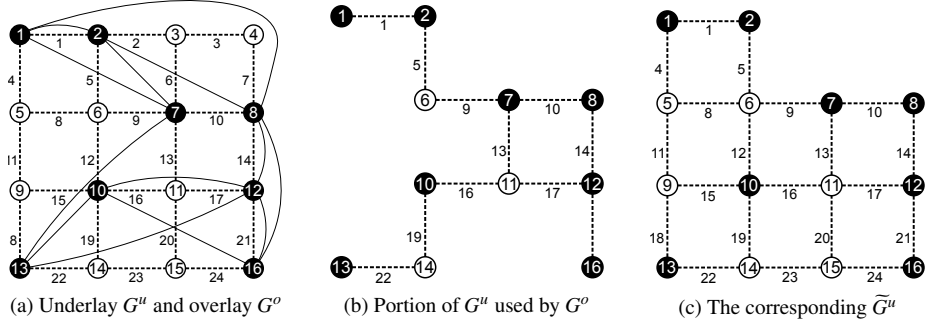 1 2 3 4
1 2 3
4 5 6 7
5 6 7 8
8 9 10
11 12 13 14
9 10 11 12
15 16 17
8 19 20 21
13 14 15 16
22 23 24
(a) Underlay Gᵘ and overlay Gᵒ
1 2
1
5
6 7 8
9 10
13 14
10 11 12
16 17
19
13 14 16
22
(b) Portion of Gᵘ used by Gᵒ
1 2
1
4 5
5 6 7 8
8 9 10
11 12 13 14
9 10 11 12
15 16 17
18 19 20 21
13 14 15 16
22 23 24
(c) The corresponding G̃ᵘ